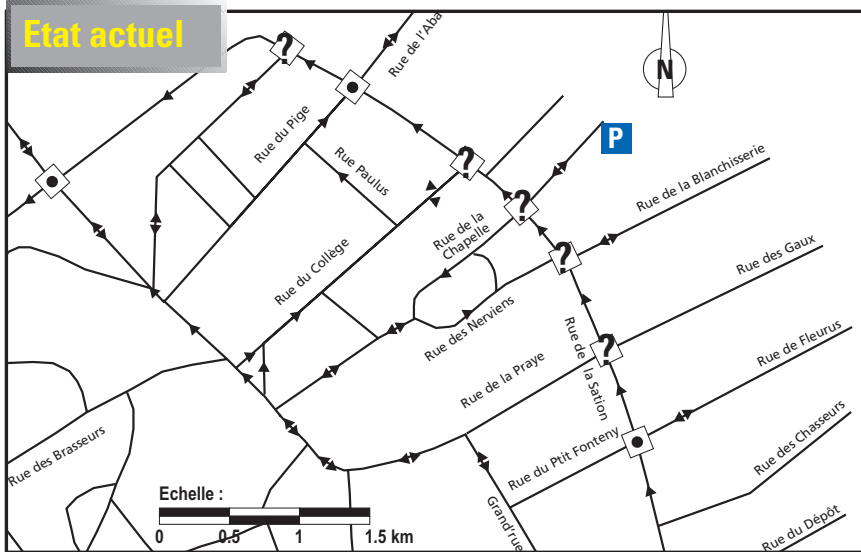 Etat actuel
Rue de l'Aba
N
P
Rue du Pige
Rue Paulus
Rue de la Blanchisserie
Rue de la
Chapelle
Rue des Gaux
Rue du Collège
Rue des Nerviens
Rue de Fleurus
Rue de la Sation
Rue de la Praye
Rue des Chasseurs
Rue du Ptit Fonteny
Rue des Brasseurs
Grand'rue
Rue du Dépôt
Echelle :
0 0.5 1 1.5 km
?
?
?
?
?